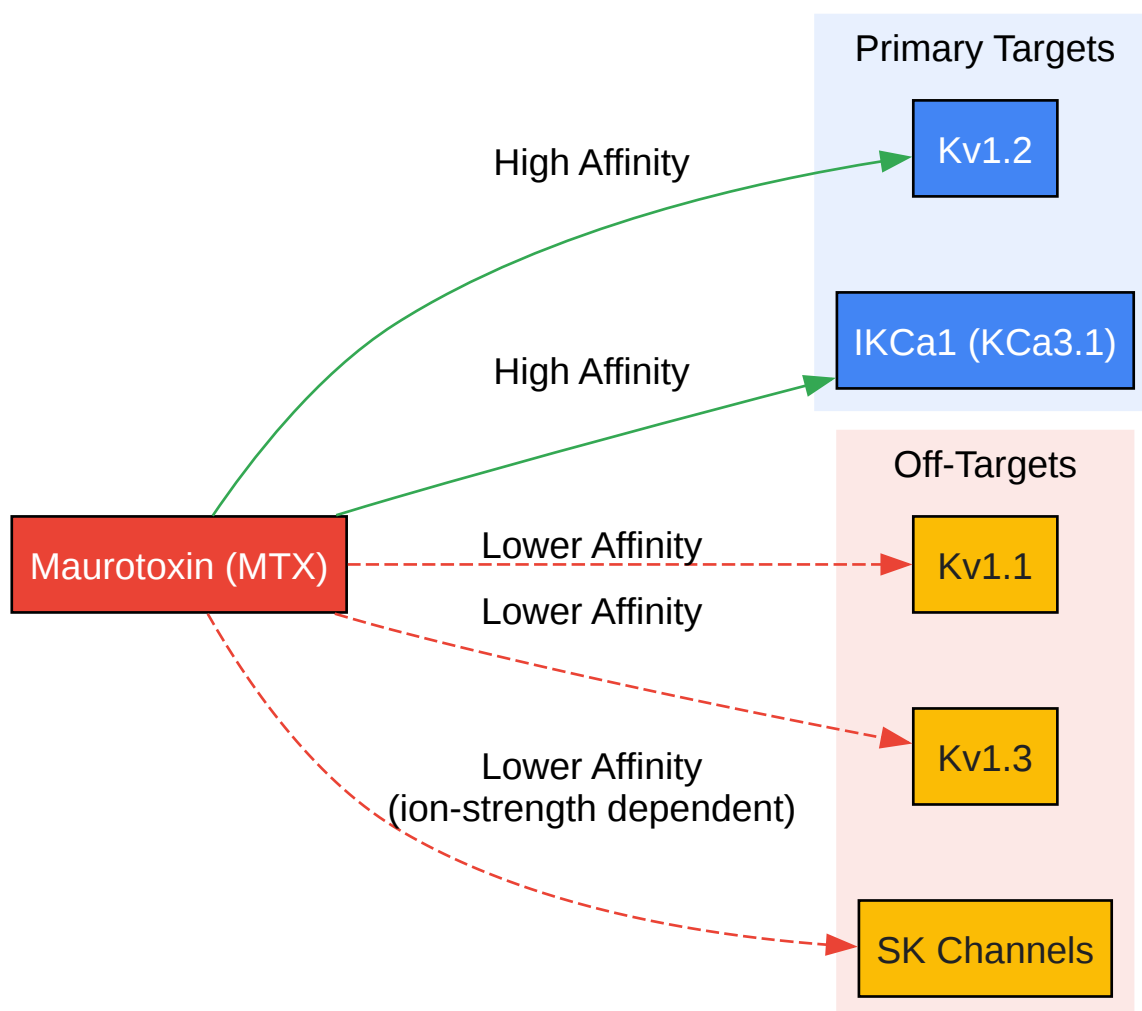 Primary Targets
Kv1.2
High Affinity
IKCa1 (KCa3.1)
High Affinity
Off-Targets
Maurotoxin (MTX)
Lower Affinity
Kv1.1
Lower Affinity
Kv1.3
Lower Affinity
(ion-strength dependent)
SK Channels